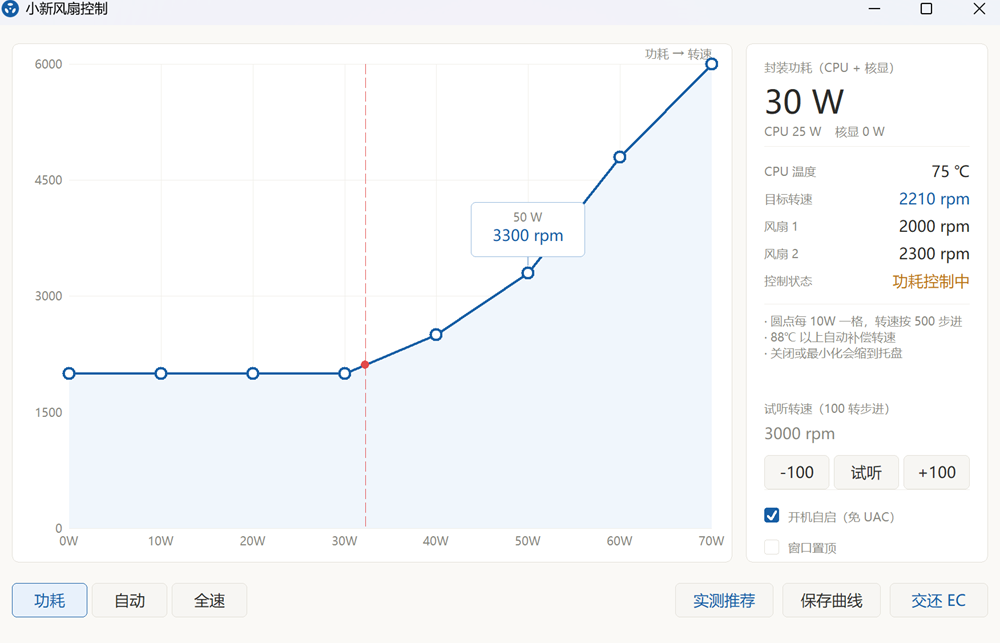 小新风扇控制
功耗 → 转速
6000
4500
3000
1500
0
0W 10W 20W 30W 40W 50W 60W 70W
50 W
3300 rpm
封装功耗（CPU + 核显）
30 W
CPU 25 W 核显 0 W
CPU 温度 75 ℃
目标转速 2210 rpm
风扇 1 2000 rpm
风扇 2 2300 rpm
控制状态 功耗控制中
· 圆点每 10W 一格，转速按 500 步进
· 88℃ 以上自动补偿转速
· 关闭或最小化会缩到托盘
试听转速（100 转步进）
3000 rpm
-100 试听 +100
开机自启（免 UAC）
窗口置顶
功耗 自动 全速 实测推荐 保存曲线 交还 EC